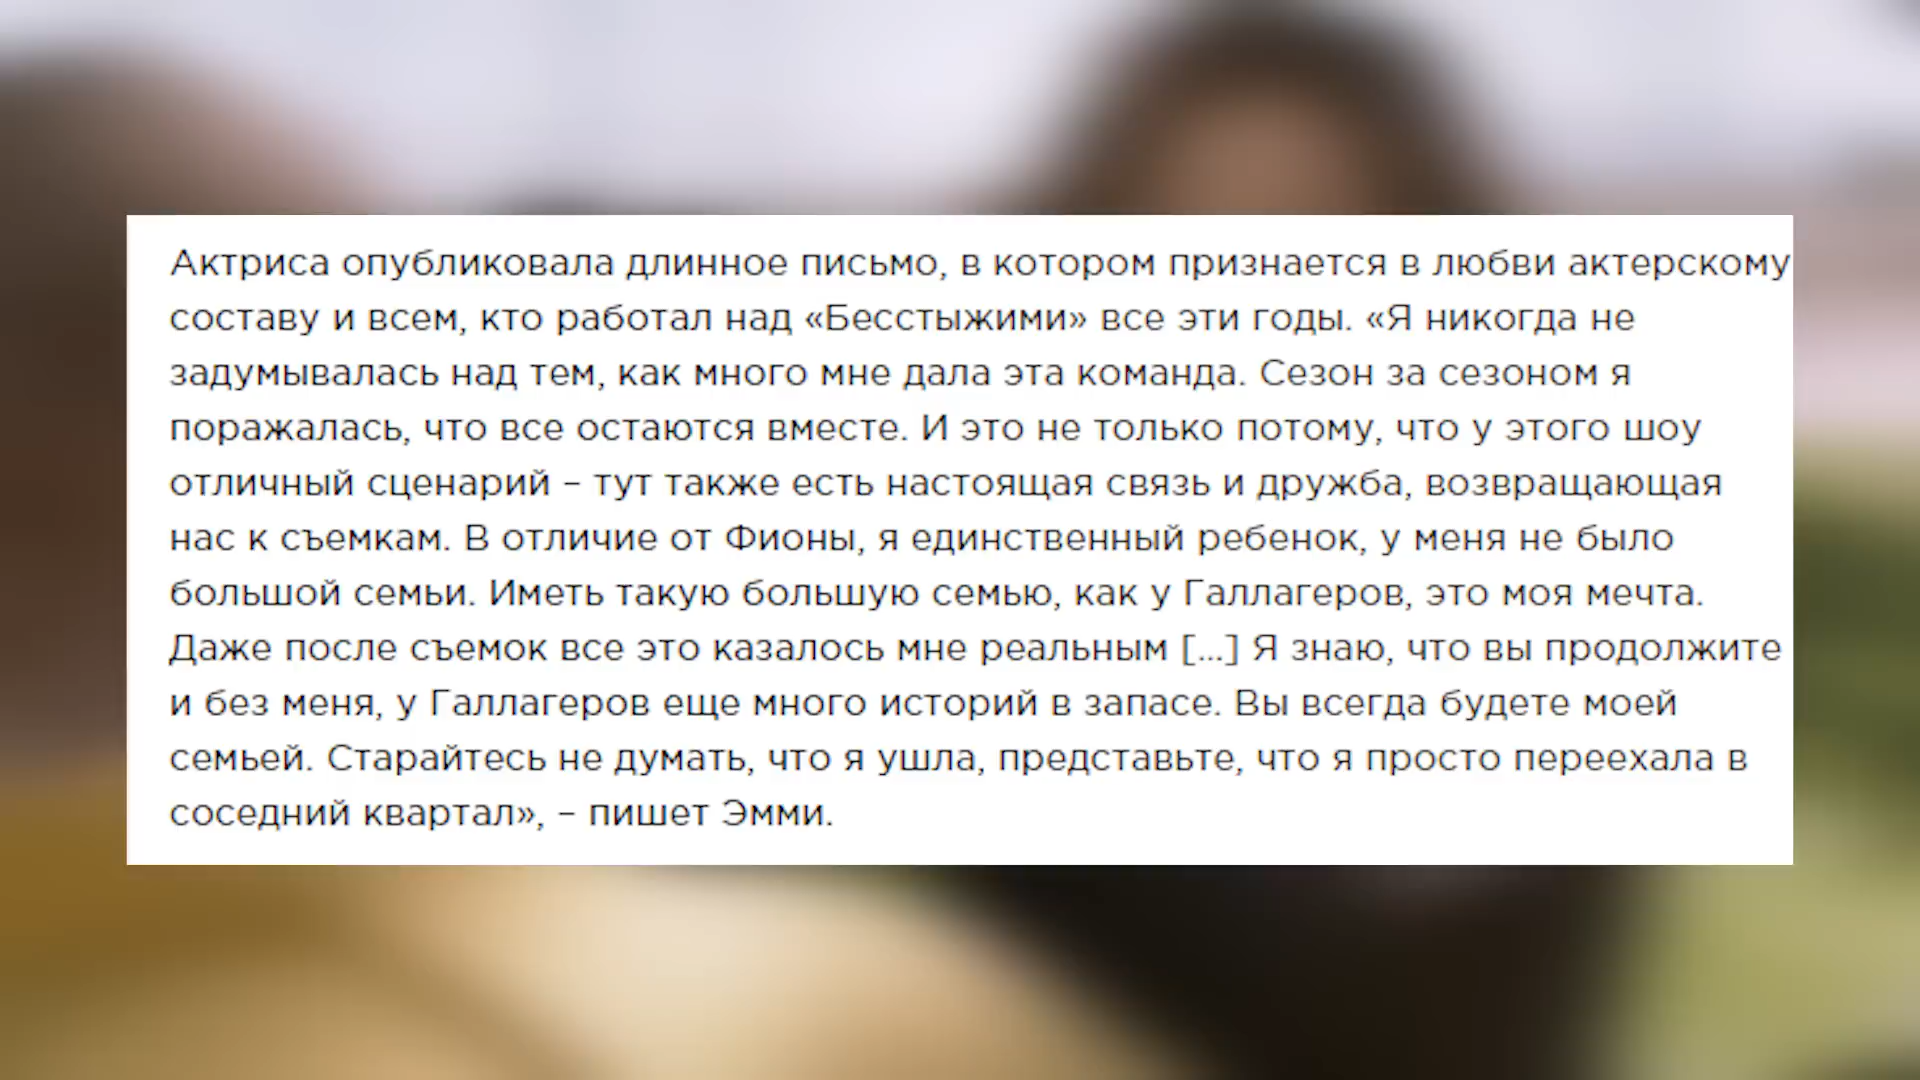 Актриса опубликовала длинное письмо, в котором признается в любви актерскому
составу и всем, кто работал над «Бесстыжими» все эти годы. «Я никогда не
задумывалась над тем, как много мне дала эта команда. Сезон за сезоном я
поражалась, что все остаются вместе. И это не только потому, что у этого шоу
отличный сценарий – тут также есть настоящая связь и дружба, возвращающая
нас к съемкам. В отличие от Фионы, я единственный ребенок, у меня не было
большой семьи. Иметь такую большую семью, как у Галлагеров, это моя мечта.
Даже после съемок все это казалось мне реальным [...] Я знаю, что вы продолжите
и без меня, у Галлагеров еще много историй в запасе. Вы всегда будете моей
семьей. Старайтесь не думать, что я ушла, представьте, что я просто переехала в
соседний квартал», – пишет Эмми.